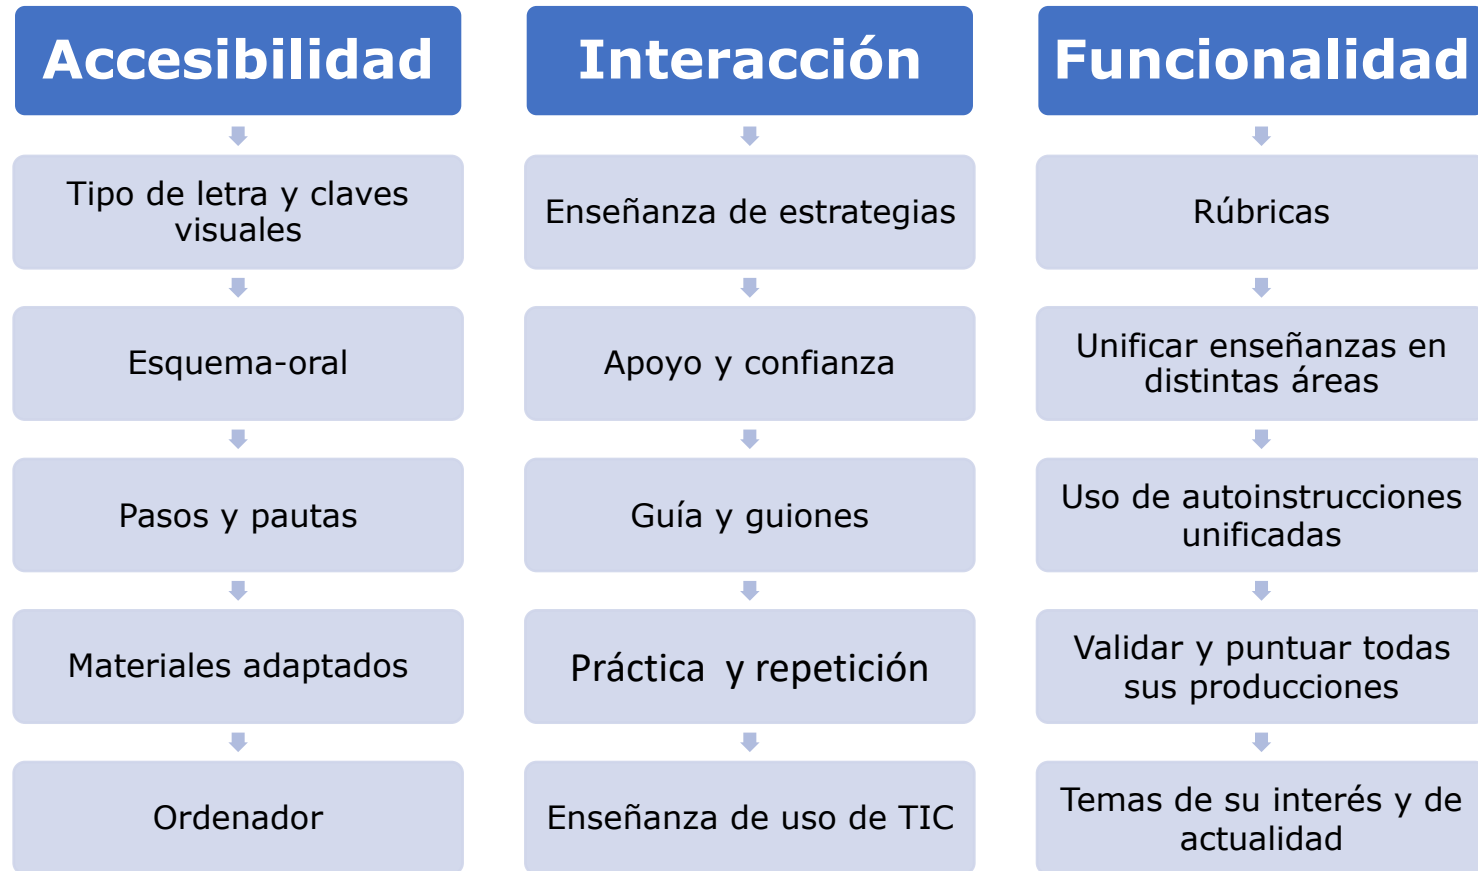 Accesibilidad
Tipo de letra y claves
visuales
Esquema-oral
Pasos y pautas
Materiales adaptados
Ordenador
Interacción
Enseñanza de estrategias
Apoyo y confianza
Guía y guiones
Práctica  y repetición
Enseñanza de uso de TIC
Funcionalidad
Rúbricas
Unificar enseñanzas en
distintas áreas
Uso de autoinstrucciones
unificadas
Validar y puntuar todas
sus producciones
Temas de su interés y de
actualidad